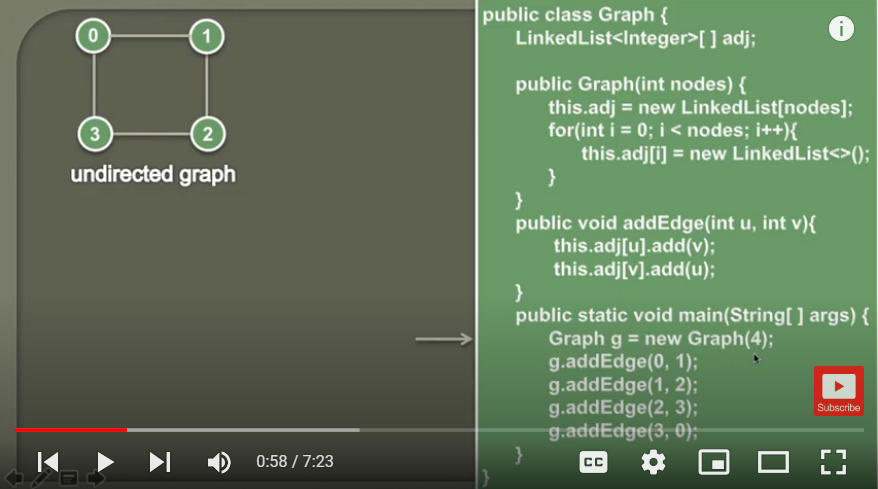 0
1
3
2
undirected graph
public class Graph {
LinkedList<Integer>[ ] adj;
public Graph(int nodes) {
this.adj = new LinkedList[nodes];
for(int i = 0; i < nodes; i++){
this.adj[i] = new LinkedList<>();
}
}
public void addEdge(int u, int v){
this.adj[u].add(v);
this.adj[v].add(u);
}
public static void main(String[ ] args) {
Graph g = new Graph(4);
g.addEdge(0, 1);
g.addEdge(1, 2);
g.addEdge(2, 3);
g.addEdge(3, 0);
}
}
i
Subscribe
0:58 / 7:23
CC